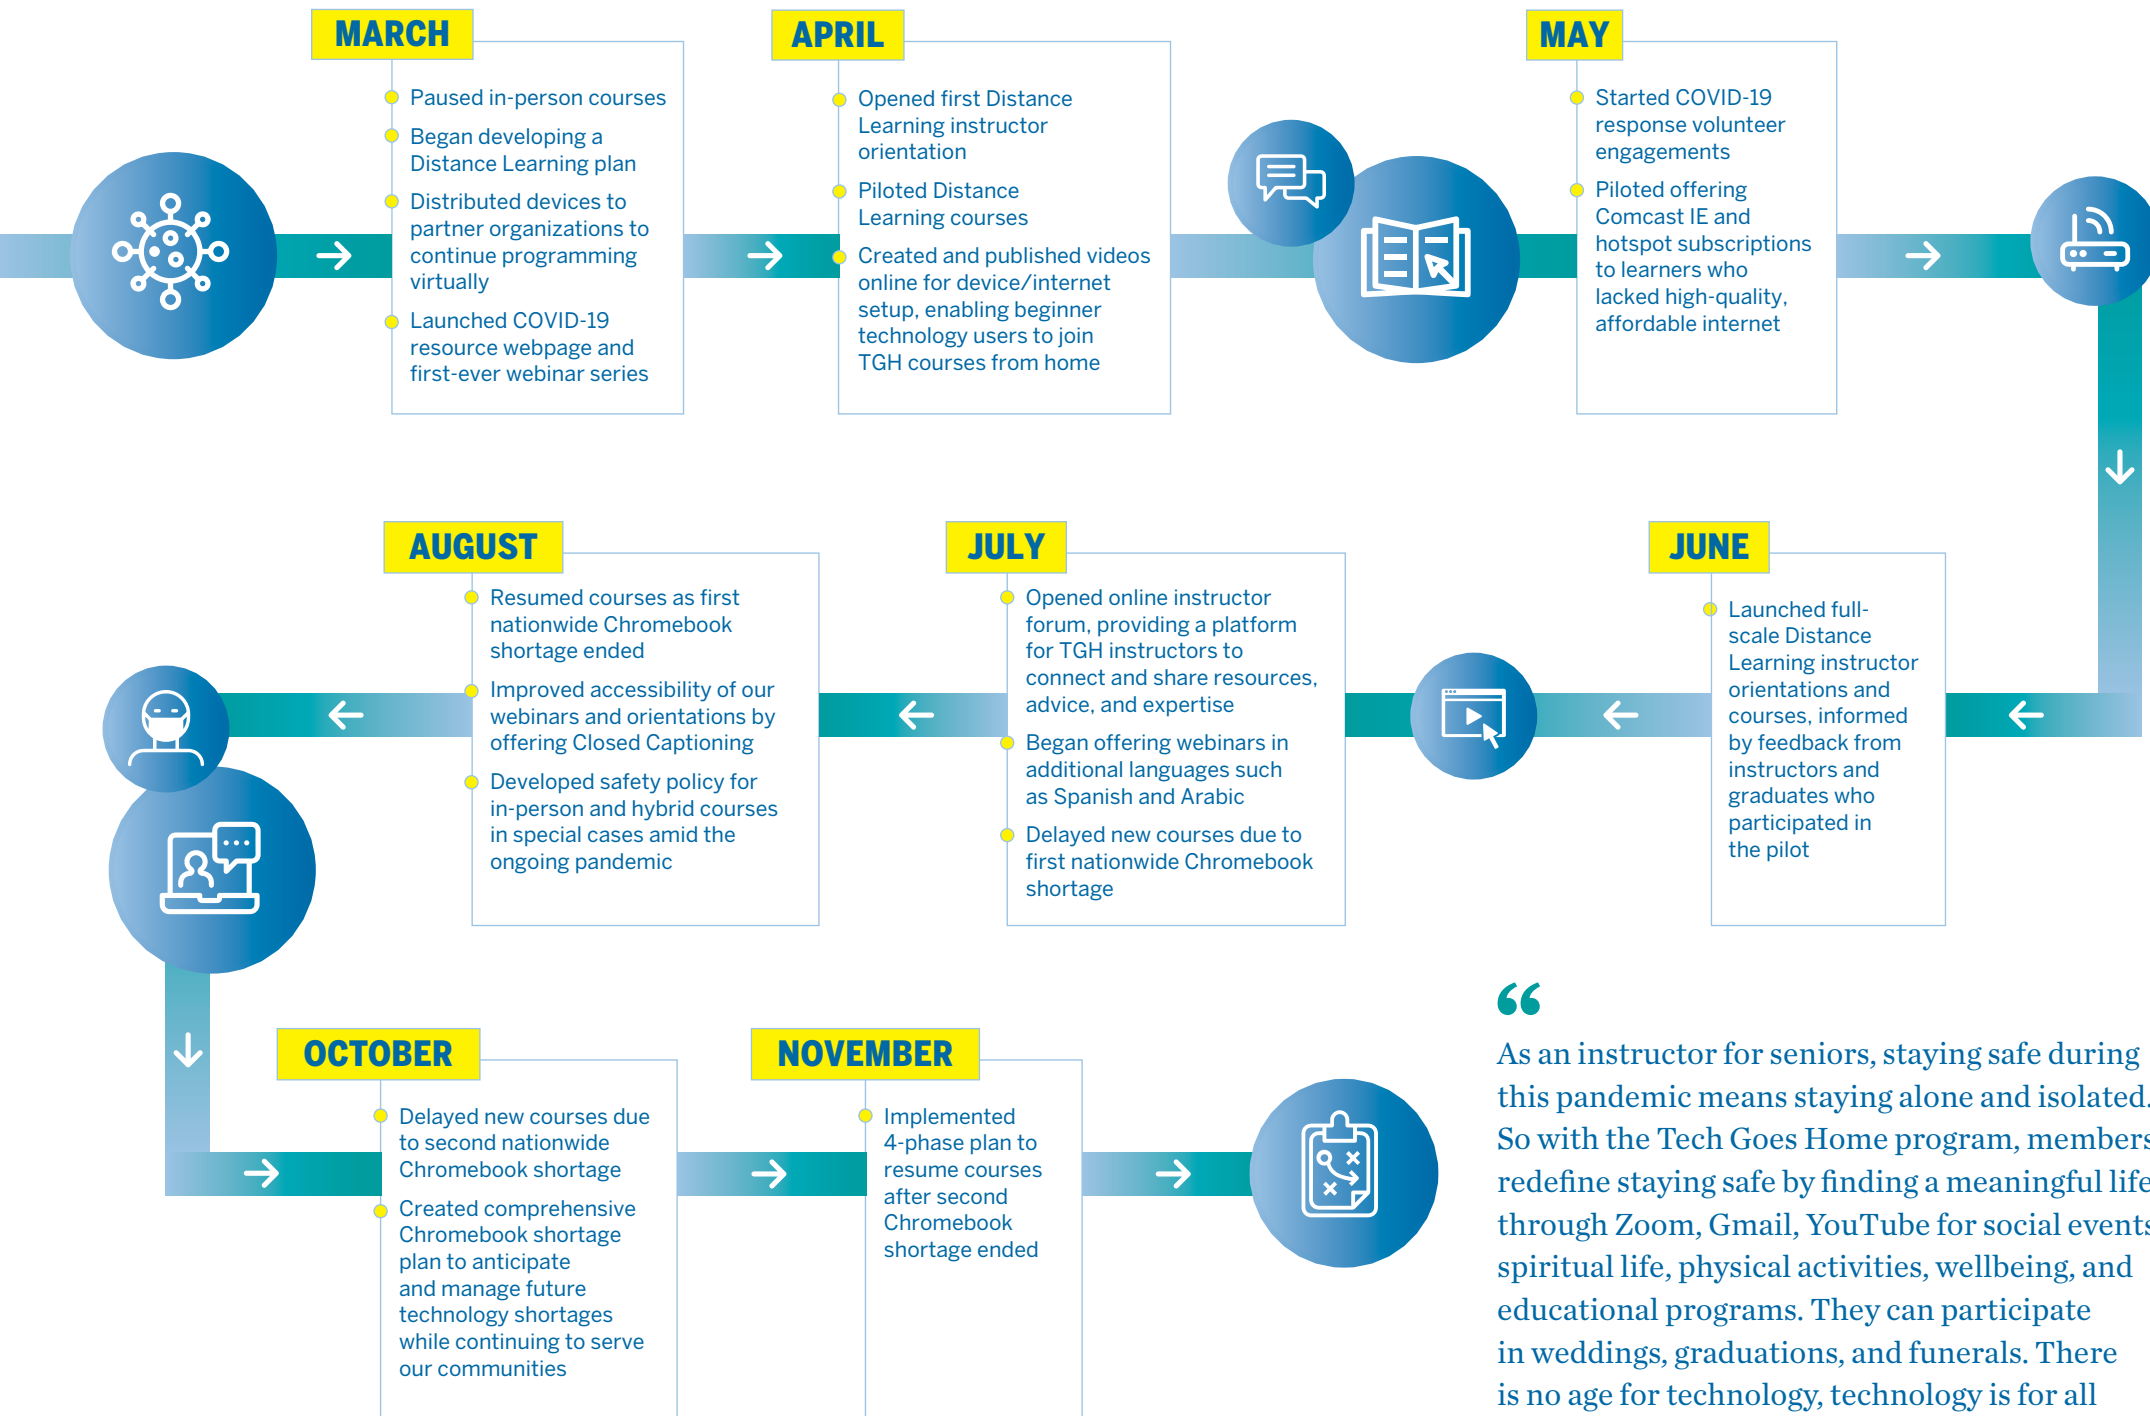 MARCH
Paused in-person courses
Began developing a
Distance Learning plan
Distributed devices to
partner organizations to
continue programming
virtually
Launched COVID-19
resource webpage and
first-ever webinar series
APRIL
Opened first Distance
Learning instructor
orientation
Piloted Distance
Learning courses
Created and published videos
online for device/internet
setup, enabling beginner
technology users to join
TGH courses from home
MAY
Started COVID-19
response volunteer
engagements
Piloted offering
Comcast IE and
hotspot subscriptions
to learners who
lacked high-quality,
affordable internet
JUNE
Launched full-
scale Distance
Learning instructor
orientations and
courses, informed
by feedback from
instructors and
graduates who
participated in
the pilot
JULY
Opened online instructor
forum, providing a platform
for TGH instructors to
connect and share resources,
advice, and expertise
Began offering webinars in
additional languages such
as Spanish and Arabic
Delayed new courses due to
first nationwide Chromebook
shortage
AUGUST
Resumed courses as first
nationwide Chromebook
shortage ended
Improved accessibility of our
webinars and orientations by
offering Closed Captioning
Developed safety policy for
in-person and hybrid courses
in special cases amid the
ongoing pandemic
OCTOBER
Delayed new courses due
to second nationwide
Chromebook shortage
Created comprehensive
Chromebook shortage
plan to anticipate
and manage future
technology shortages
while continuing to serve
our communities
NOVEMBER
Implemented
4-phase plan to
resume courses
after second
Chromebook
shortage ended
“
As an instructor for seniors, staying safe during
this pandemic means staying alone and isolated.
So with the Tech Goes Home program, members
redefine staying safe by finding a meaningful life
through Zoom, Gmail, YouTube for social events
spiritual life, physical activities, wellbeing, and
educational programs. They can participate
in weddings, graduations, and funerals. There
is no age for technology, technology is for all